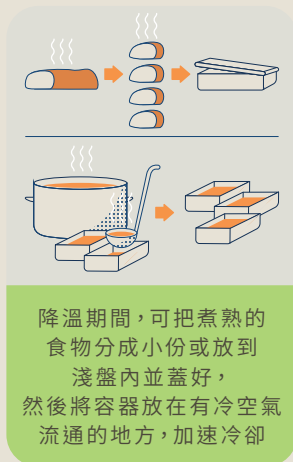 降溫期間，可把煮熟的
食物分成小份或放到
淺盤內並蓋好，
然後將容器放在有冷空氣
流通的地方，加速冷卻